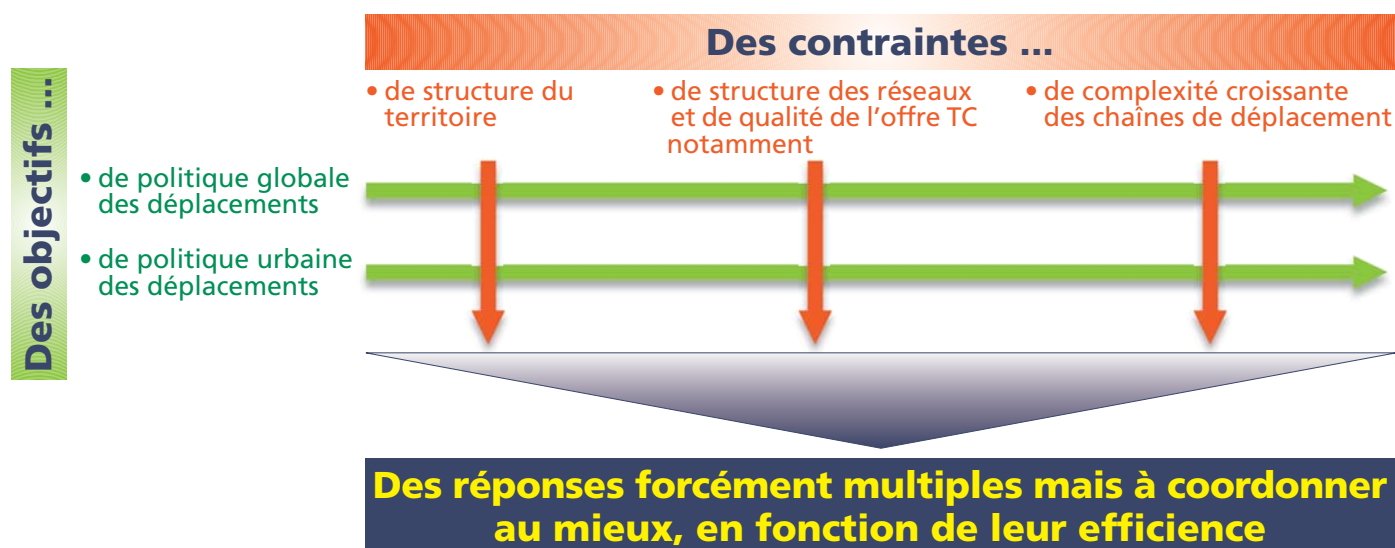 Des contraintes ...
Des objectifs ...
• de structure du
territoire
• de structure des réseaux
et de qualité de l'offre TC
notamment
• de complexité croissante
des chaînes de déplacement
• de politique globale
des déplacements
• de politique urbaine
des déplacements
Des réponses forcément multiples mais à coordonner
au mieux, en fonction de leur efficience